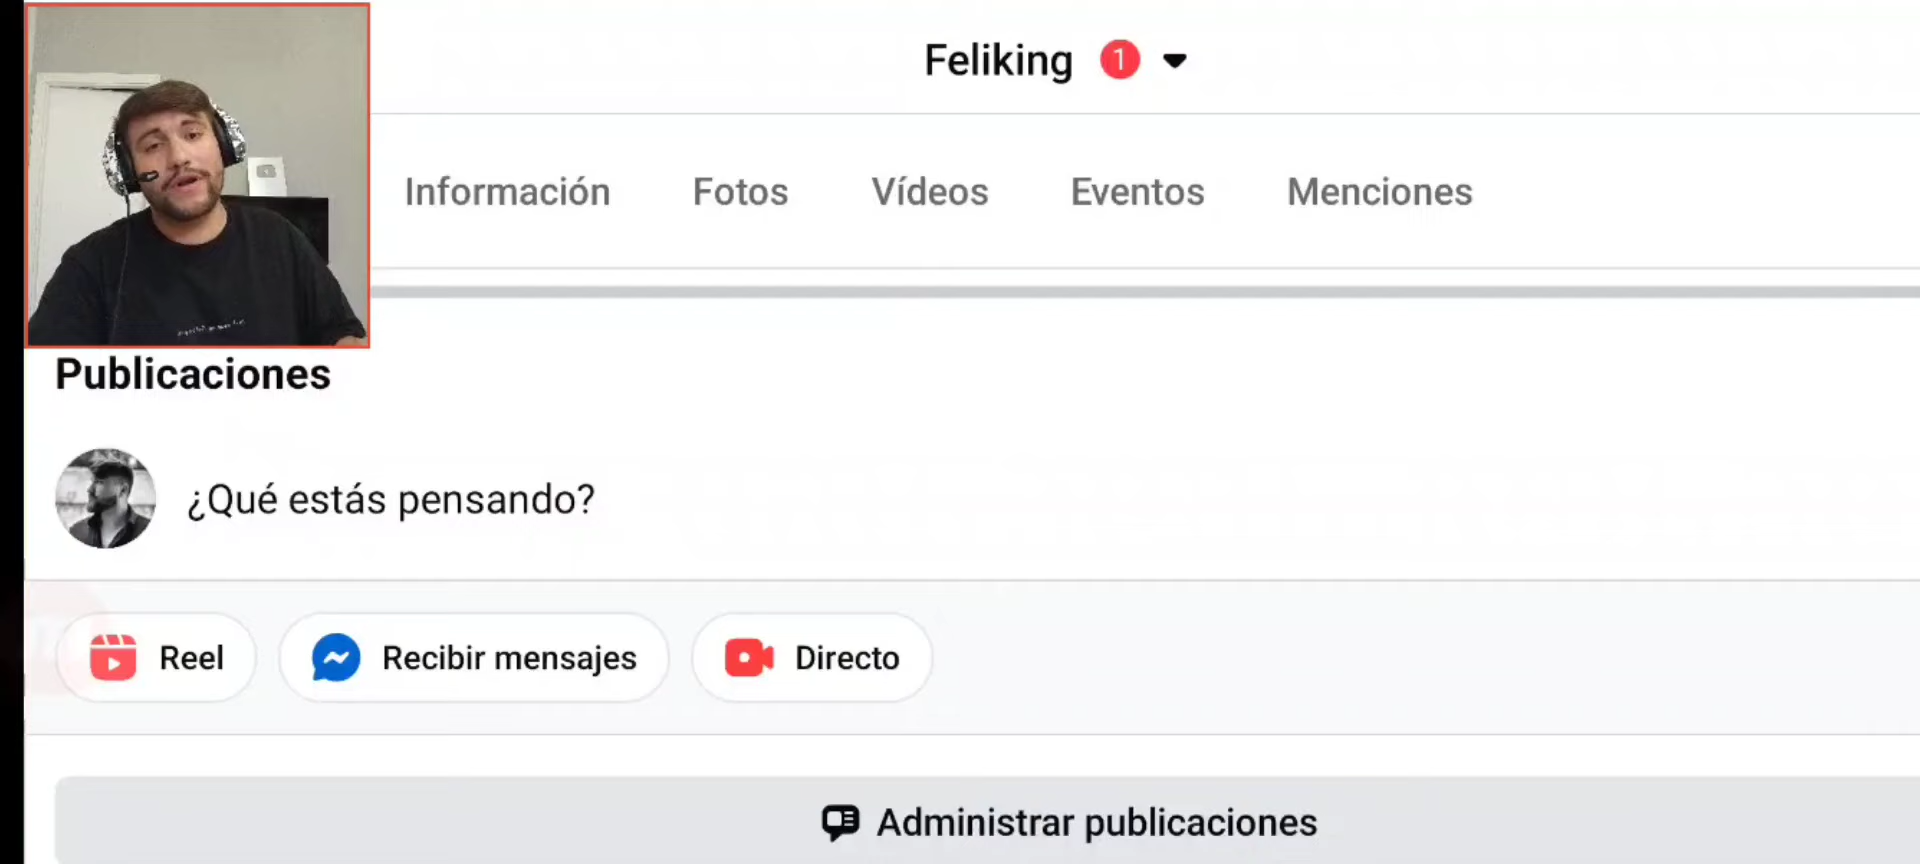 Feliking 1
Información Fotos Vídeos Eventos Menciones
Publicaciones
¿Qué estás pensando?
Reel Recibir mensajes Directo
Administrar publicaciones